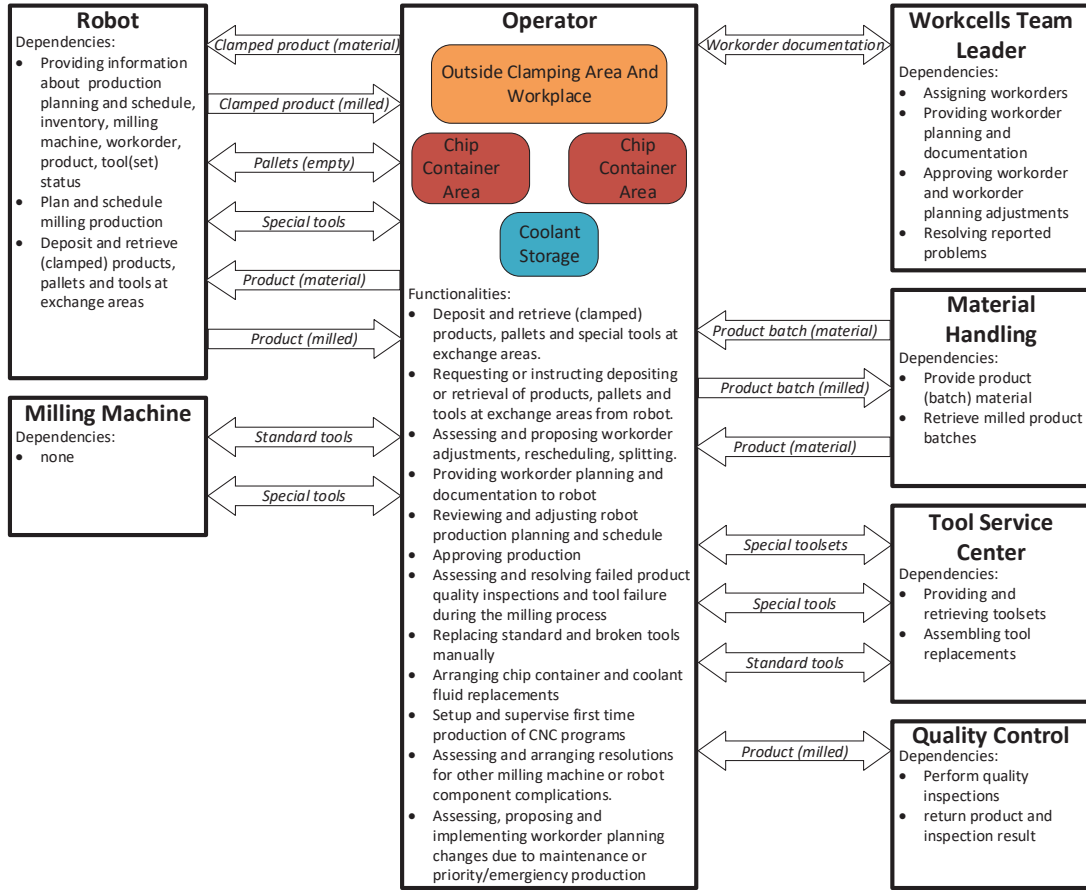 Robot
Dependencies:
• Providing information
about production
planning and schedule,
inventory, milling
machine, workorder,
product, tool(set)
status
• Plan and schedule
milling production
• Deposit and retrieve
(clamped) products,
pallets and tools at
exchange areas
Milling Machine
Dependencies:
• none
Clamped product (material)
Clamped product (milled)
Pallets (empty)
Special tools
Product (material)
Product (milled)
Standard tools
Special tools
Operator
Outside Clamping Area And
Workplace
Chip
Container
Area
Chip
Container
Area
Coolant
Storage
Functionalities:
• Deposit and retrieve (clamped)
products, pallets and special tools at
exchange areas.
• Requesting or instructing depositing
or retrieval of products, pallets and
tools at exchange areas from robot.
• Assessing and proposing workorder
adjustments, rescheduling, splitting.
• Providing workorder planning and
documentation to robot
• Reviewing and adjusting robot
production planning and schedule
• Approving production
• Assessing and resolving failed product
quality inspections and tool failure
during the milling process
• Replacing standard and broken tools
manually
• Arranging chip container and coolant
fluid replacements
• Setup and supervise first time
production of CNC programs
• Assessing and arranging resolutions
for other milling machine or robot
component complications.
• Assessing, proposing and
implementing workorder planning
changes due to maintenance or
priority/emergiency production
Workorder documentation
Product batch (material)
Product batch (milled)
Product (material)
Special toolsets
Special tools
Standard tools
Product (milled)
Workcells Team
Leader
Dependencies:
• Assigning workorders
• Providing workorder
planning and
documentation
• Approving workorder
and workorder
planning adjustments
• Resolving reported
problems
Material
Handling
Dependencies:
• Provide product
(batch) material
• Retrieve milled product
batches
Tool Service
Center
Dependencies:
• Providing and
retrieving toolsets
• Assembling tool
replacements
Quality Control
Dependencies:
• Perform quality
inspections
• return product and
inspection result